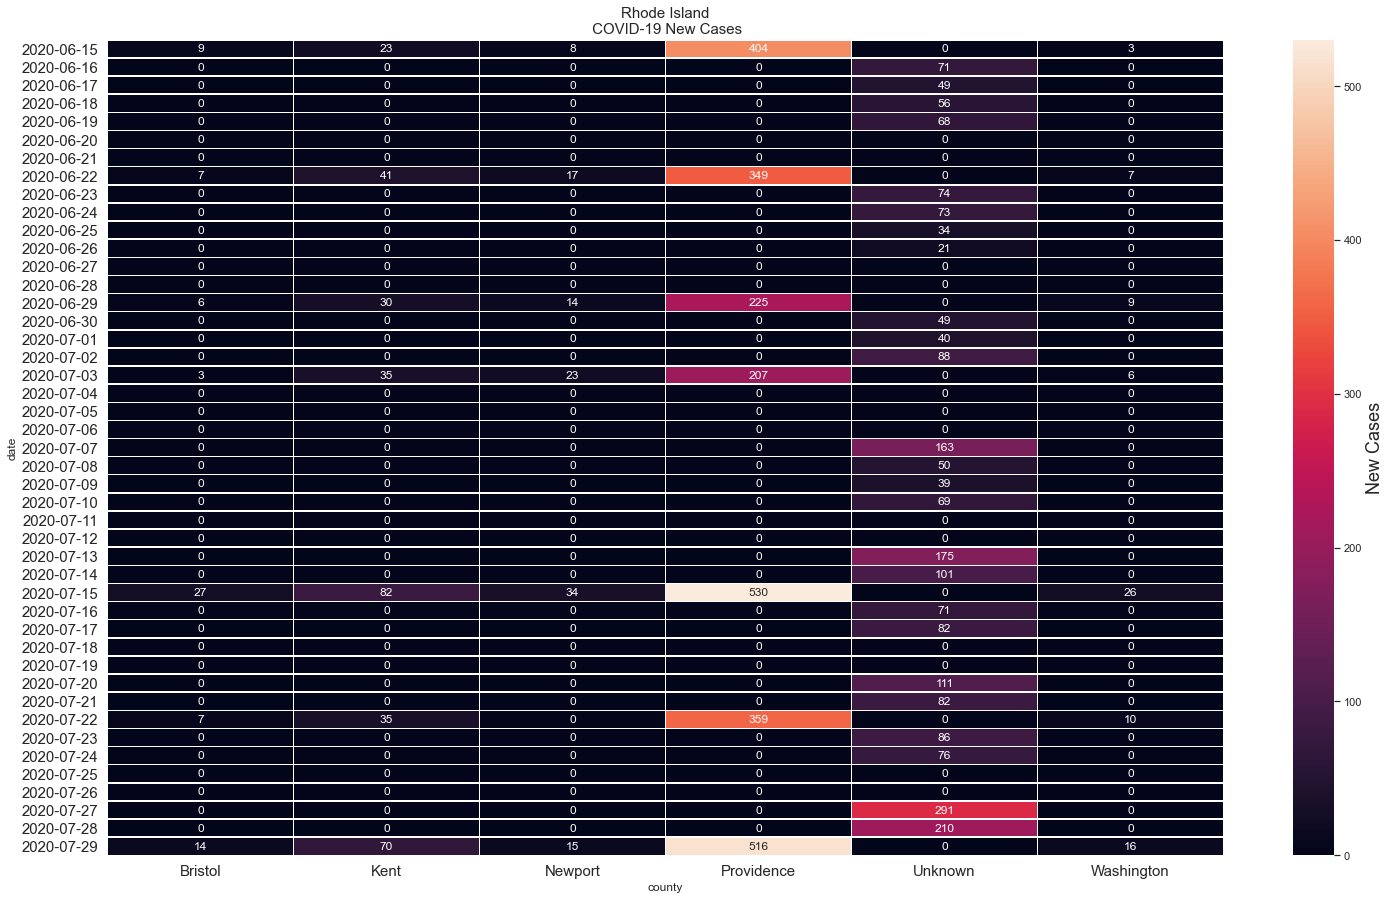 Rhode Island
COVID-19 New Cases
2020-06-15 9 23 8 404 0 3
2020-06-16 0 0 0 0 71 0
2020-06-17 0 0 0 0 49 0
2020-06-18 0 0 0 0 56 0
2020-06-19 0 0 0 0 68 0
2020-06-20 0 0 0 0 0 0
2020-06-21 0 0 0 0 0 0
2020-06-22 7 41 17 349 0 7
2020-06-23 0 0 0 0 74 0
2020-06-24 0 0 0 0 73 0
2020-06-25 0 0 0 0 34 0
2020-06-26 0 0 0 0 21 0
2020-06-27 0 0 0 0 0 0
2020-06-28 0 0 0 0 0 0
2020-06-29 6 30 14 225 0 9
2020-06-30 0 0 0 0 49 0
2020-07-01 0 0 0 0 40 0
2020-07-02 0 0 0 0 88 0
2020-07-03 3 35 23 207 0 6
2020-07-04 0 0 0 0 0 0
2020-07-05 0 0 0 0 0 0
2020-07-06 0 0 0 0 0 0
2020-07-07 0 0 0 0 163 0
2020-07-08 0 0 0 0 50 0
2020-07-09 0 0 0 0 39 0
2020-07-10 0 0 0 0 69 0
2020-07-11 0 0 0 0 0 0
2020-07-12 0 0 0 0 0 0
2020-07-13 0 0 0 0 175 0
2020-07-14 0 0 0 0 101 0
2020-07-15 27 82 34 530 0 26
2020-07-16 0 0 0 0 71 0
2020-07-17 0 0 0 0 82 0
2020-07-18 0 0 0 0 0 0
2020-07-19 0 0 0 0 0 0
2020-07-20 0 0 0 0 111 0
2020-07-21 0 0 0 0 82 0
2020-07-22 7 35 0 359 0 10
2020-07-23 0 0 0 0 86 0
2020-07-24 0 0 0 0 76 0
2020-07-25 0 0 0 0 0 0
2020-07-26 0 0 0 0 0 0
2020-07-27 0 0 0 0 291 0
2020-07-28 0 0 0 0 210 0
2020-07-29 14 70 15 516 0 16
Bristol Kent Newport Providence Unknown Washington
county
date
500
400
300
200
100
0
New Cases